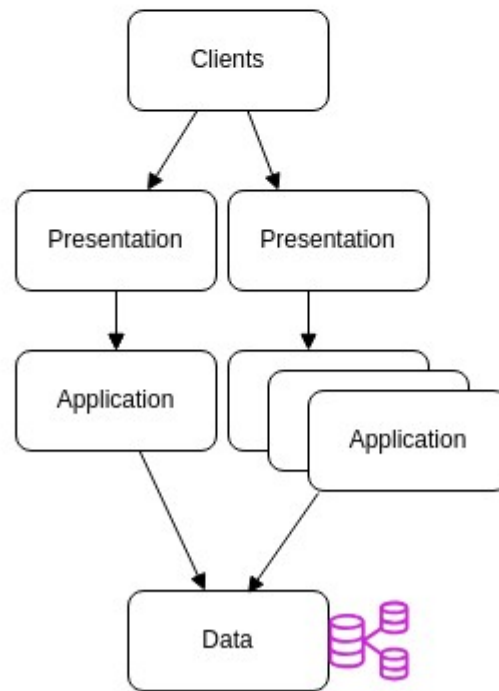 Clients
Presentation
Presentation
Application
Application
Data